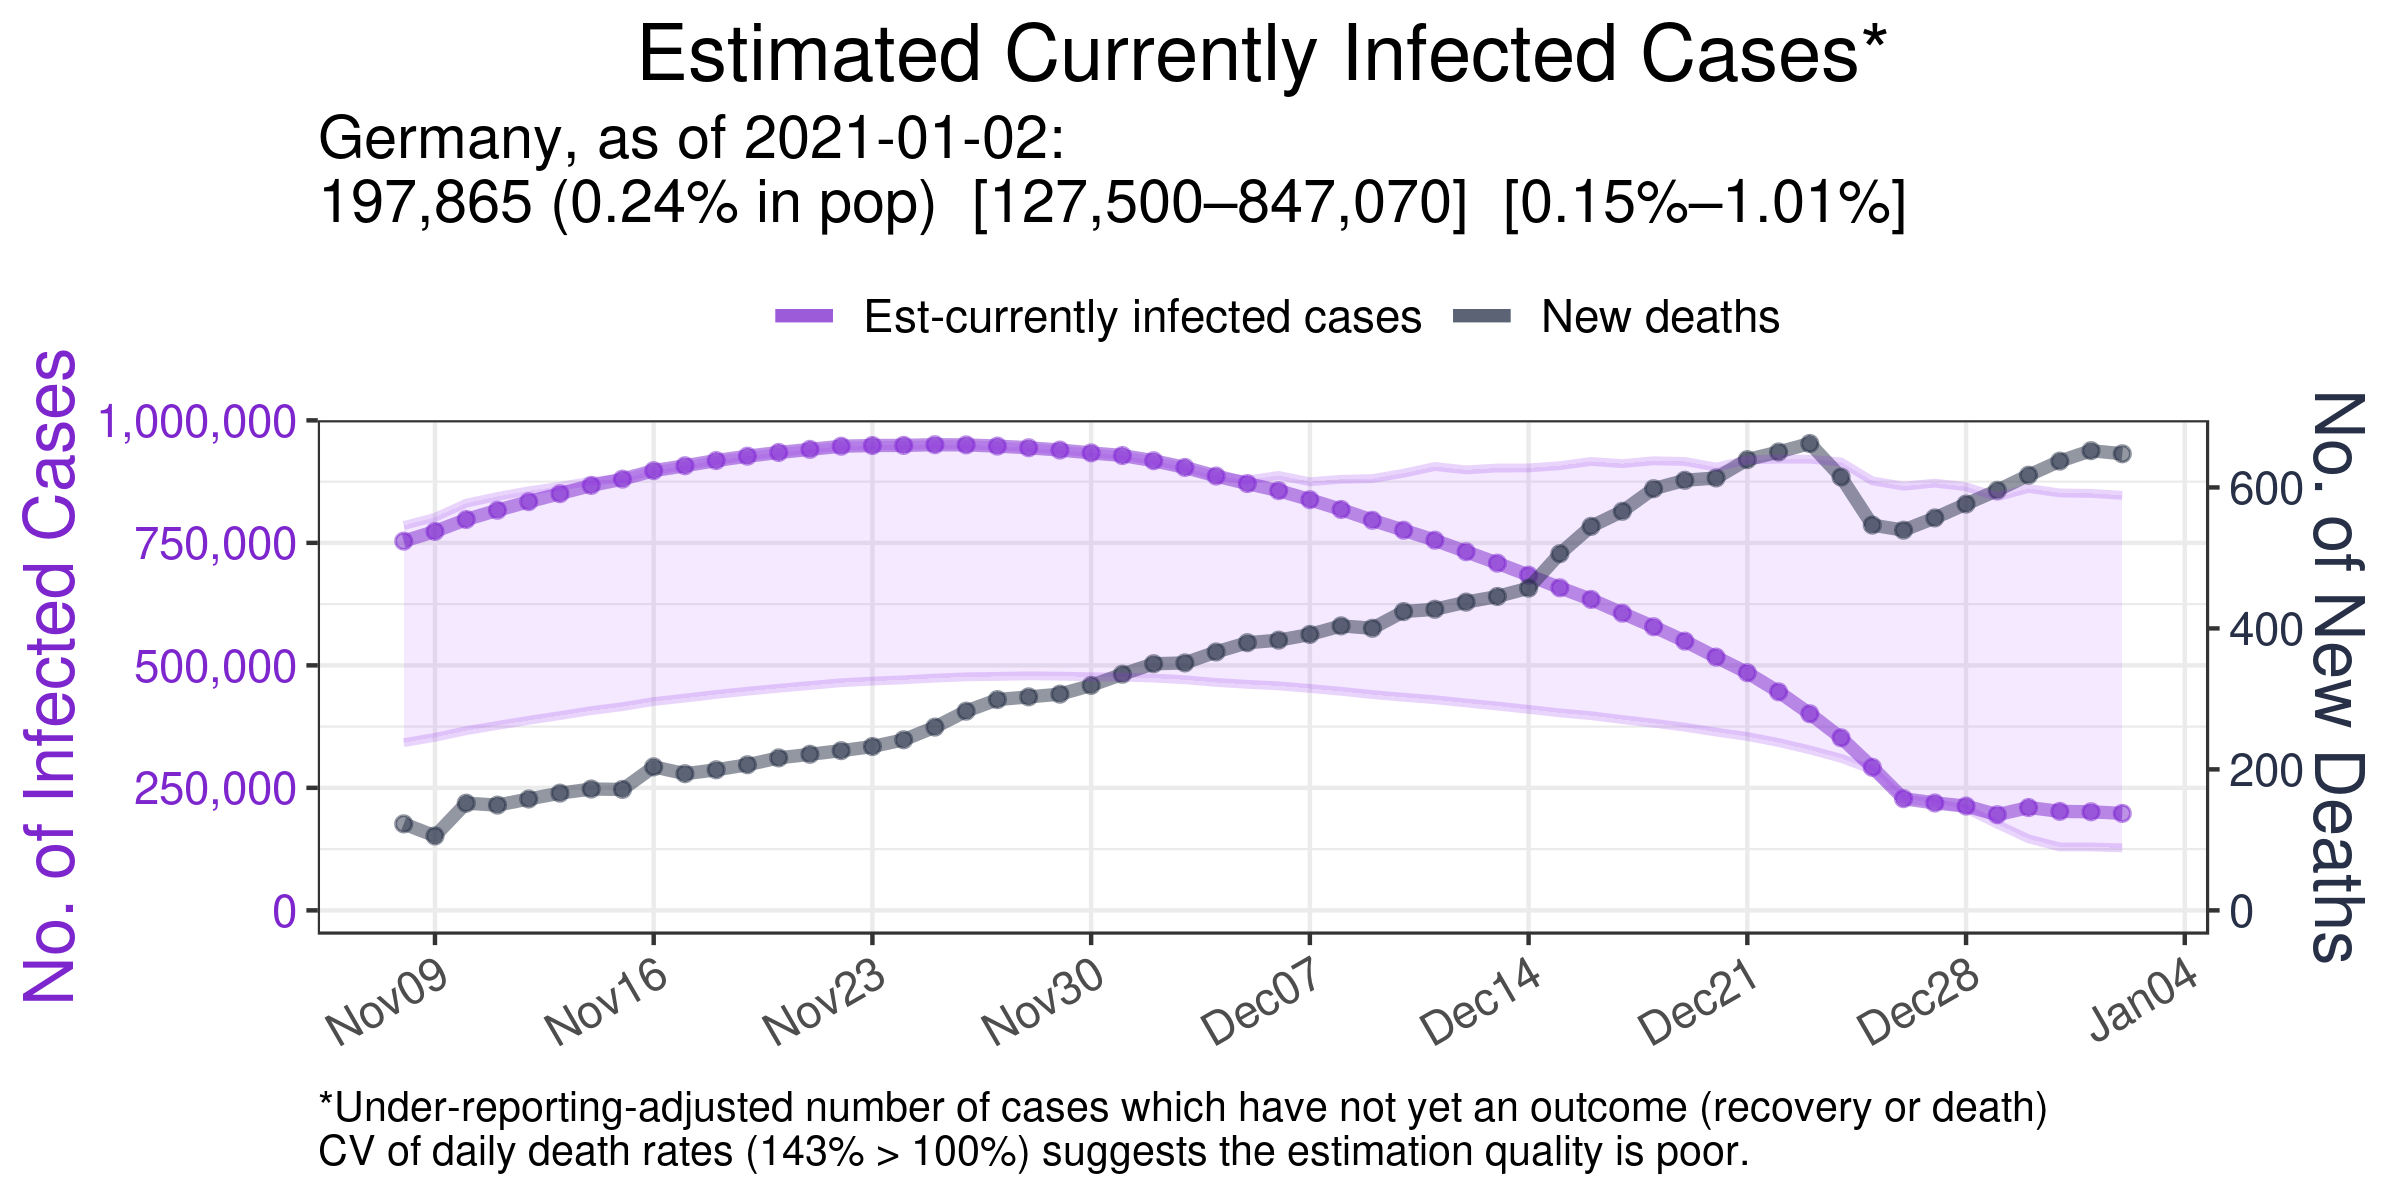 Estimated Currently Infected Cases*
Germany, as of 2021-01-02:
197,865 (0.24% in pop)  [127,500–847,070]  [0.15%–1.01%]
Est-currently infected cases
New deaths
No. of Infected Cases
1,000,000
750,000
500,000
250,000
0
No. of New Deaths
600
400
200
0
Nov09
Nov16
Nov23
Nov30
Dec07
Dec14
Dec21
Dec28
Jan04
*Under-reporting-adjusted number of cases which have not yet an outcome (recovery or death)
CV of daily death rates (143% > 100%) suggests the estimation quality is poor.